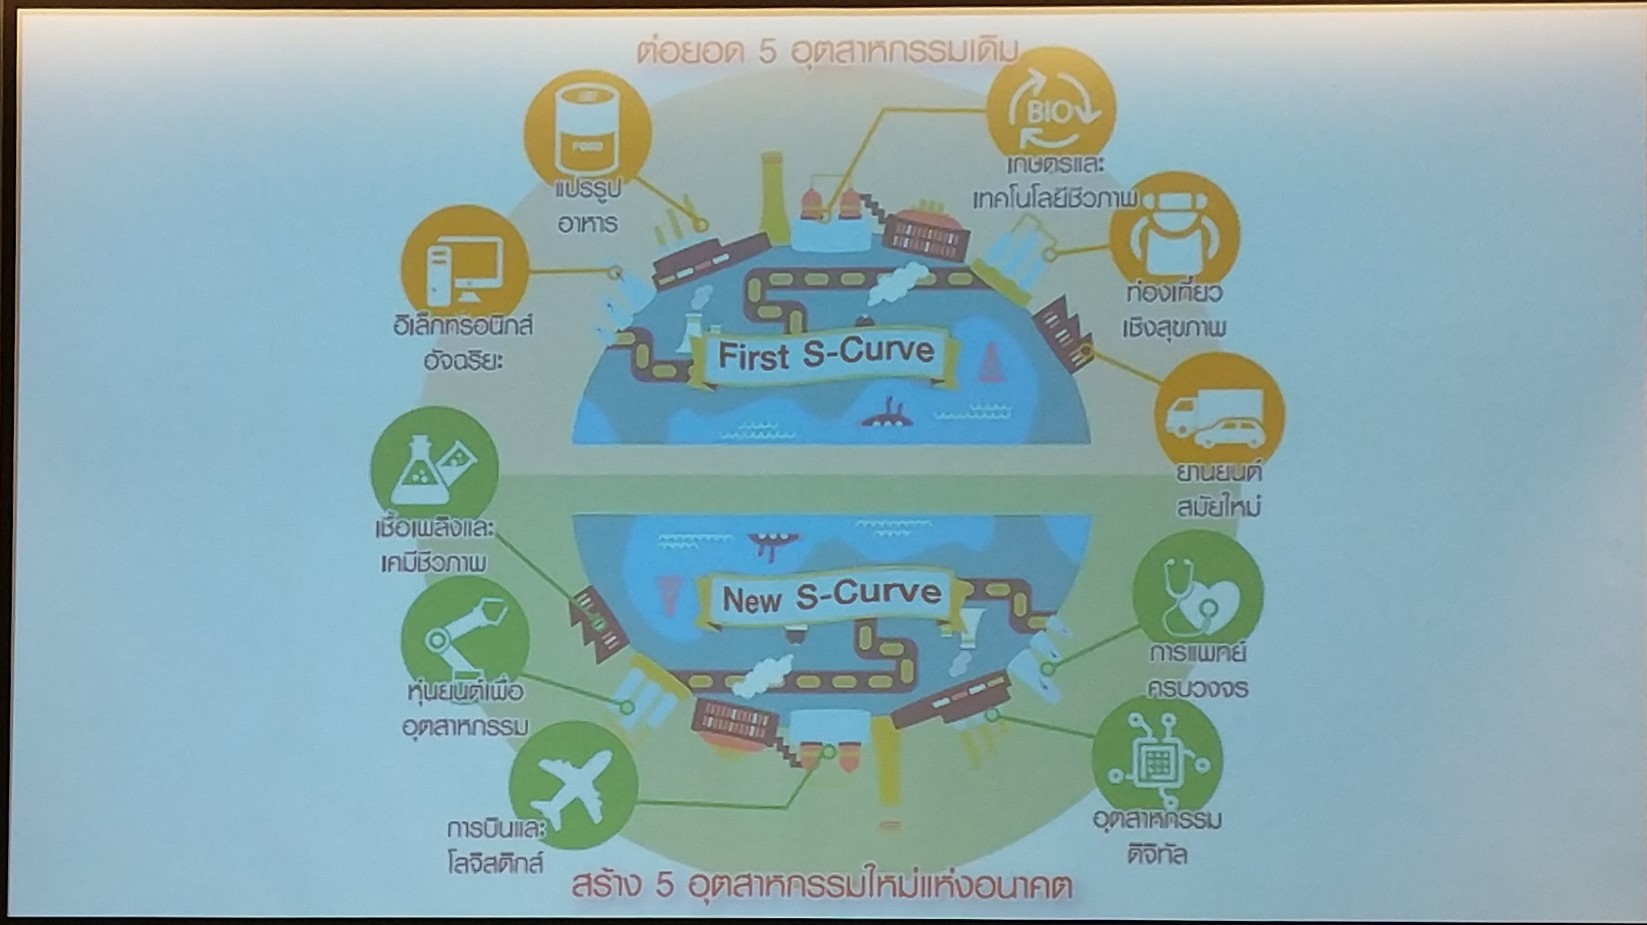 ต่อยอด 5 อุตสาหกรรมเดิม
FOOD
แปรรูป
อาหาร
BIO
เกษตรและ
เทคโนโลยีชีวภาพ
อิเล็กทรอนิกส์
อัจฉริยะ
ท่องเที่ยว
เชิงสุขภาพ
First S-Curve
ยานยนต์
สมัยใหม่
เชื้อเพลิงและ
เคมีชีวภาพ
New S-Curve
การแพทย์
ครบวงจร
หุ่นยนต์เพื่อ
อุตสาหกรรม
การบินและ
โลจิสติกส์
อุตสาหกรรม
ดิจิทัล
สร้าง 5 อุตสาหกรรมใหม่แห่งอนาคต